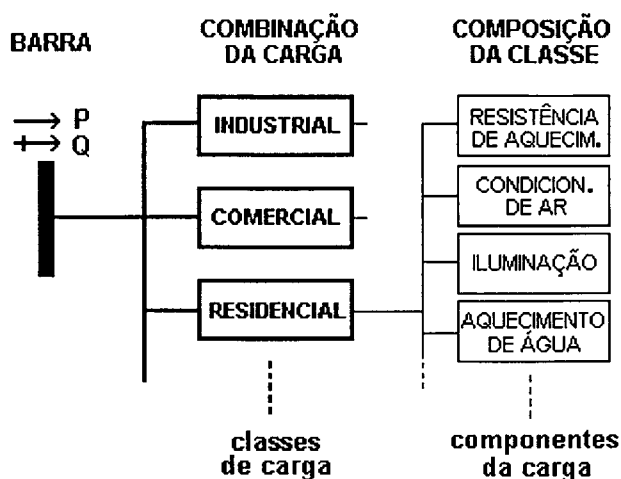 BARRA
COMBINAÇÃO
DA CARGA
COMPOSIÇÃO
DA CLASSE
P
Q
INDUSTRIAL
COMERCIAL
RESIDENCIAL
RESISTÊNCIA
DE AQUECIM.
CONDICION.
DE AR
ILUMINAÇÃO
AQUECIMENTO
DE ÁGUA
classes
de carga
componentes
da carga